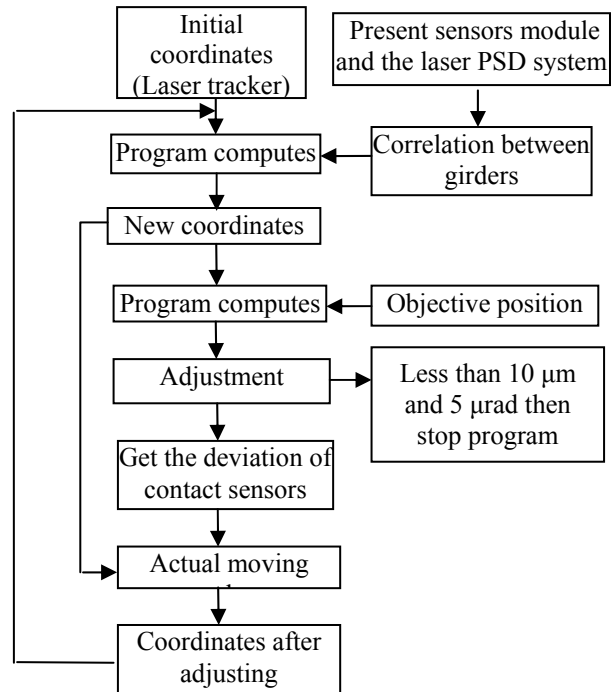 Initial
coordinates
(Laser tracker)
Present sensors module
and the laser PSD system
Program computes
Correlation between
girders
New coordinates
Program computes
Objective position
Adjustment
Less than 10 μm
and 5 μrad then
stop program
Get the deviation of
contact sensors
Actual moving
Coordinates after
adjusting